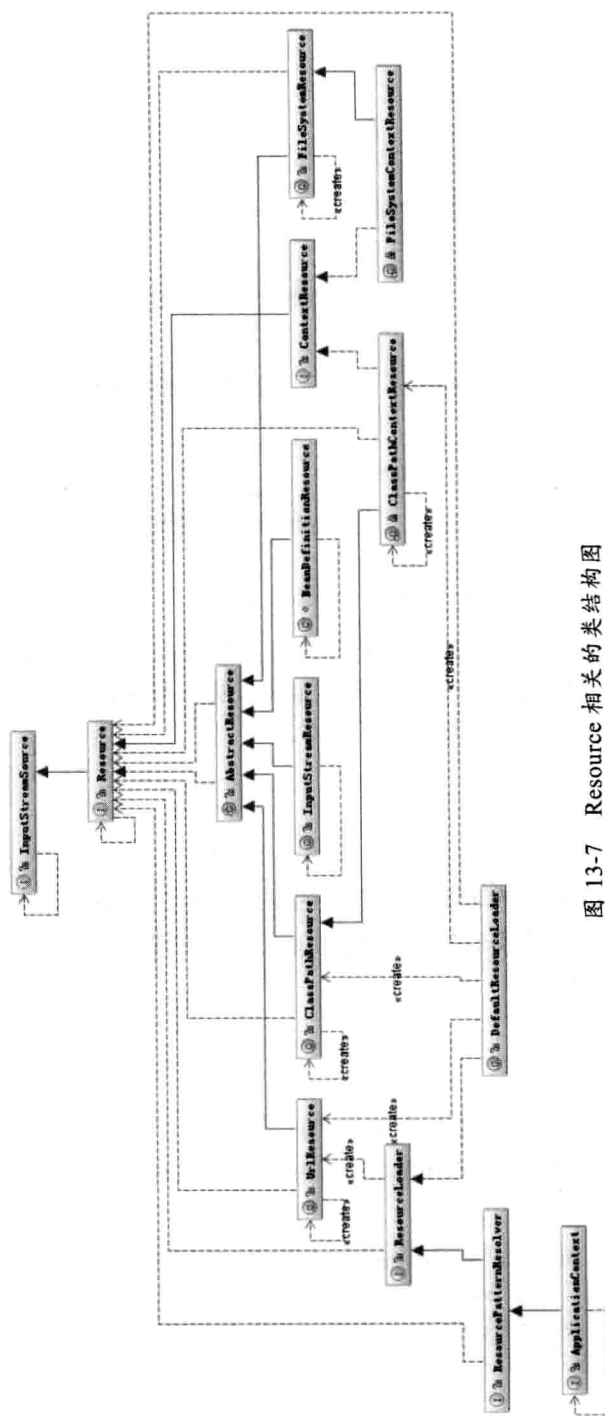 InputStreamSource
Resource
AbstractResource
UrlResource
ClassPathResource
InputStreamResource
BeanDefinitionResource
ContextResource
FileSystemResource
«create»
«create»
«create»
ResourceLoader
«create»
«create»
«create»
«create»
ClassPathContextResource
«create»
FileSystemContextResource
ResourcePatternResolver
DefaultResourceLoader
ApplicationContext
图 13-7 Resource 相关的类结构图